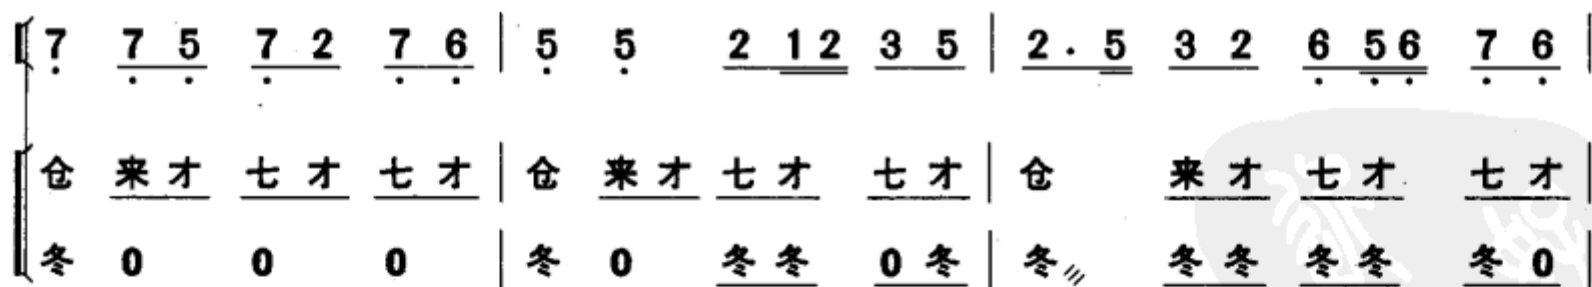 7 7 5 7 2 7 6 | 5 5 2 1 2 3 5 | 2 . 5 3 2 6 5 6 7 6 |
仓 来 才 七 才 七 才 | 仓 来 才 七 才 七 才 | 仓 来 才 七 才 七 才 |
冬 0 0 0 | 冬 0 冬 冬 0 冬 | 冬 冬 冬 冬 冬 冬 0 |